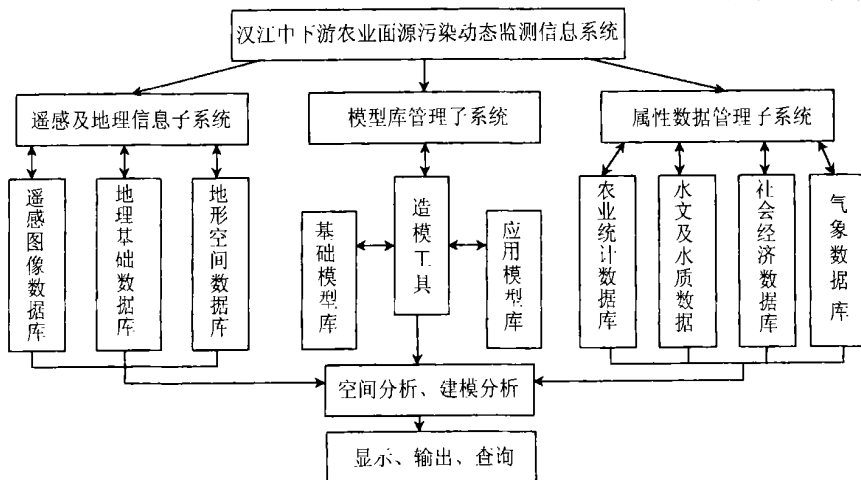 汉江中下游农业面源污染动态监测信息系统
遥感及地理信息子系统
模型库管理了系统
属性数据管理子系统
遥感图像数据库
地理基础数据库
地形空间数据库
基础模型库
造模工具
应用模型库
农业统计数据库
水文及水质数据
社会经济数据库
气象数据库
空间分析、建模分析
显示、输出、查询